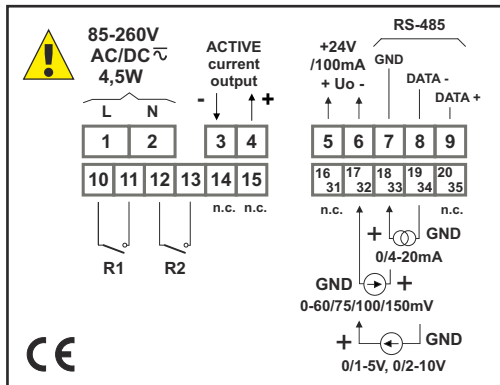 85-260V
AC/DC
4,5W
L N
ACTIVE
current
output
- +
RS-485
+24V
/100mA
+ Uo -
GND
DATA -
DATA +
1 2 3 4 5 6 7 8 9
10 11 12 13 14 15 16 31 17 32 18 33 19 34 20 35
n.c. n.c. n.c. n.c.
R1 R2
+ GND
0/4-20mA
GND +
0-60/75/100/150mV
+ GND
0/1-5V, 0/2-10V
CE